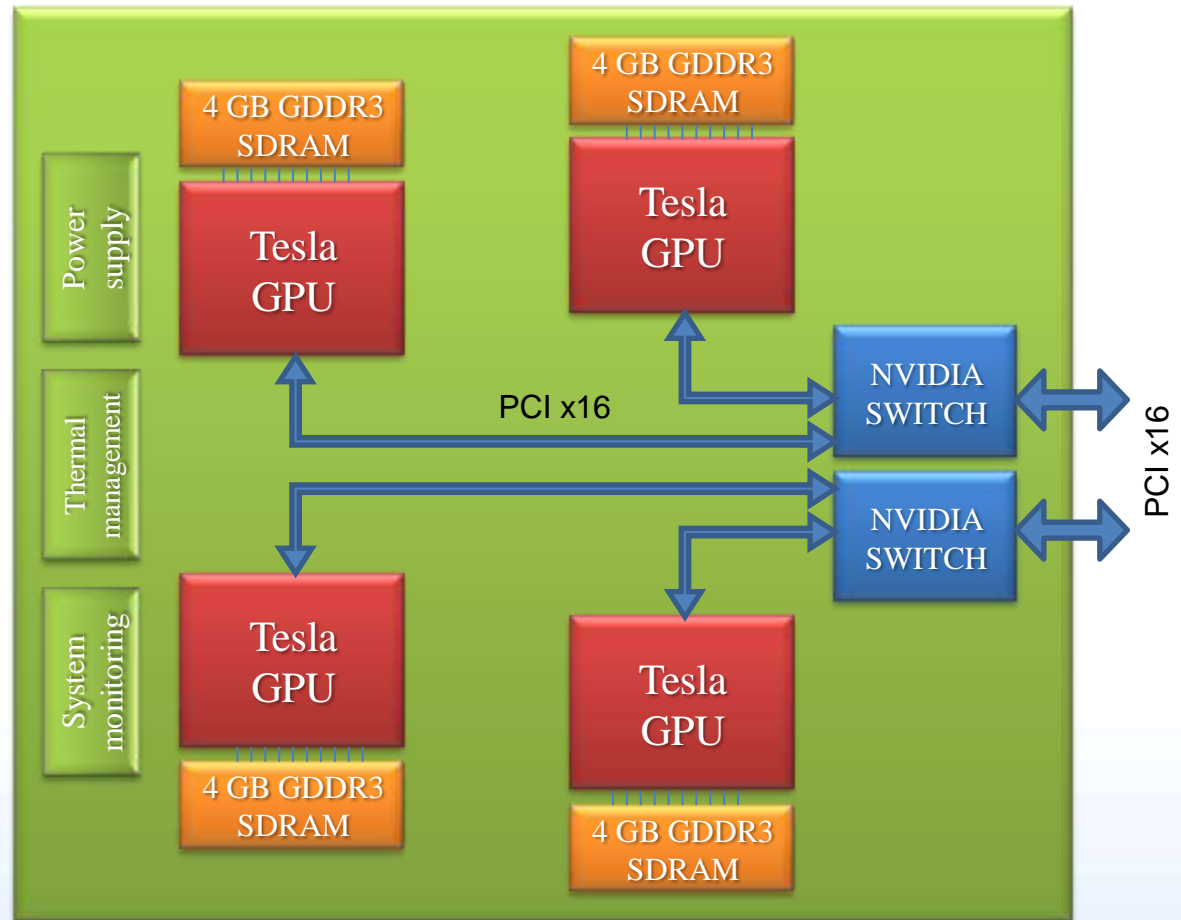 4 GB GDDR3
SDRAM
Tesla
GPU
4 GB GDDR3
SDRAM
Tesla
GPU
Power
supply
Thermal
management
System
monitoring
PCI x16
NVIDIA
SWITCH
NVIDIA
SWITCH
PCI x16
Tesla
GPU
4 GB GDDR3
SDRAM
Tesla
GPU
4 GB GDDR3
SDRAM